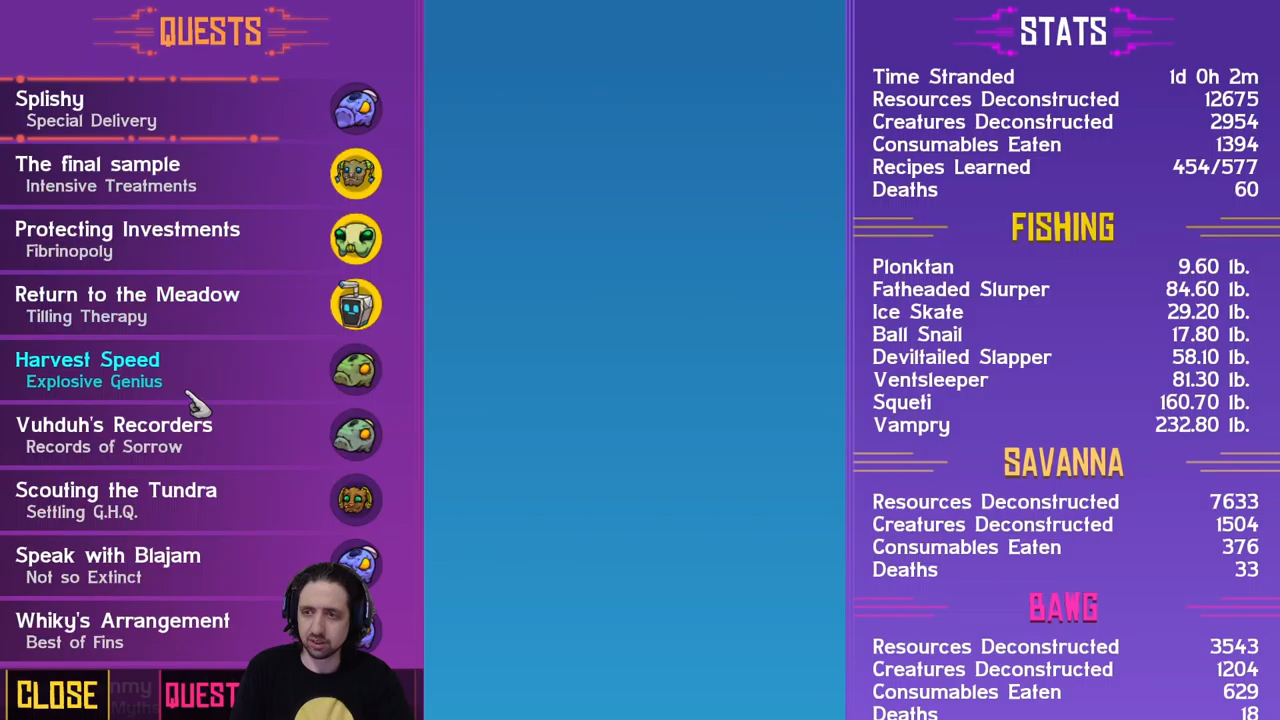 QUESTS
Splishy
Special Delivery
The final sample
Intensive Treatments
Protecting Investments
Fibrinopoly
Return to the Meadow
Tilling Therapy
Harvest Speed
Explosive Genius
Vuhduh's Recorders
Records of Sorrow
Scouting the Tundra
Settling G.H.Q.
Speak with Blajam
Not so Extinct
Whiky's Arrangement
Best of Fins
CLOSE
QUEST
STATS
Time Stranded 1d 0h 2m
Resources Deconstructed 12675
Creatures Deconstructed 2954
Consumables Eaten 1394
Recipes Learned 454/577
Deaths 60
FISHING
Plonktan 9.60 lb.
Fatheaded Slurper 84.60 lb.
Ice Skate 29.20 lb.
Ball Snail 17.80 lb.
Deviltailed Slapper 58.10 lb.
Ventsleeper 81.30 lb.
Squeti 160.70 lb.
Vampry 232.80 lb.
SAVANNA
Resources Deconstructed 7633
Creatures Deconstructed 1504
Consumables Eaten 376
Deaths 33
BAWG
Resources Deconstructed 3543
Creatures Deconstructed 1204
Consumables Eaten 629
Deaths 18